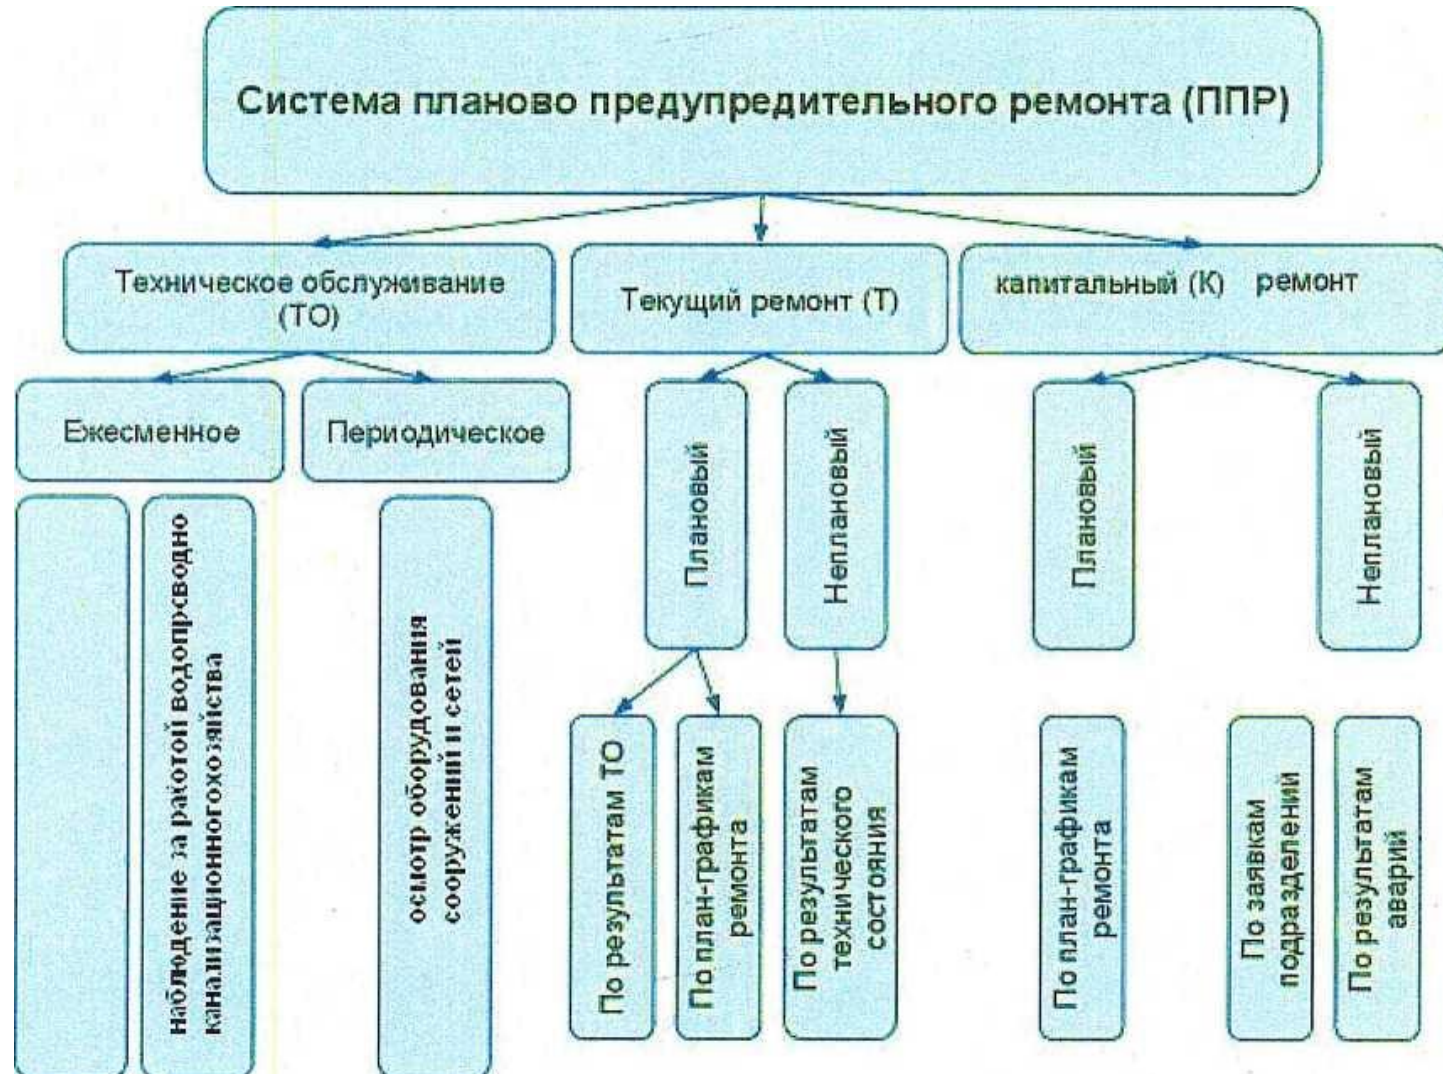 Система планово предупредительного ремонта (ППР)
Техническое обслуживание
(ТО)
Текущий ремонт (Т)
капитальный (К) ремонт
Ежесменное
Периодическое
Плановый
Неплановый
Плановый
Неплановый
наблюдение за работой водопроводно
канализационногохозяйства
осмотр оборудования
сооружений и сетей
По результатам ТО
По план-графикам
ремонта
По результатам
технического
состояния
По план-графикам
ремонта
По заявкам
подразделений
По результатам
аварий